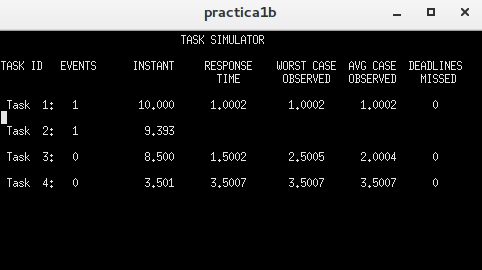 practica1b
TASK SIMULATOR
TASK ID EVENTS INSTANT RESPONSE WORST CASE AVG CASE DEADLINES
TIME OBSERVED OBSERVED MISSED
Task 1: 1 10.000 1.0002 1.0002 1.0002 0
Task 2: 1 9.393
Task 3: 0 8.500 1.5002 2.5005 2.0004 0
Task 4: 0 3.501 3.5007 3.5007 3.5007 0